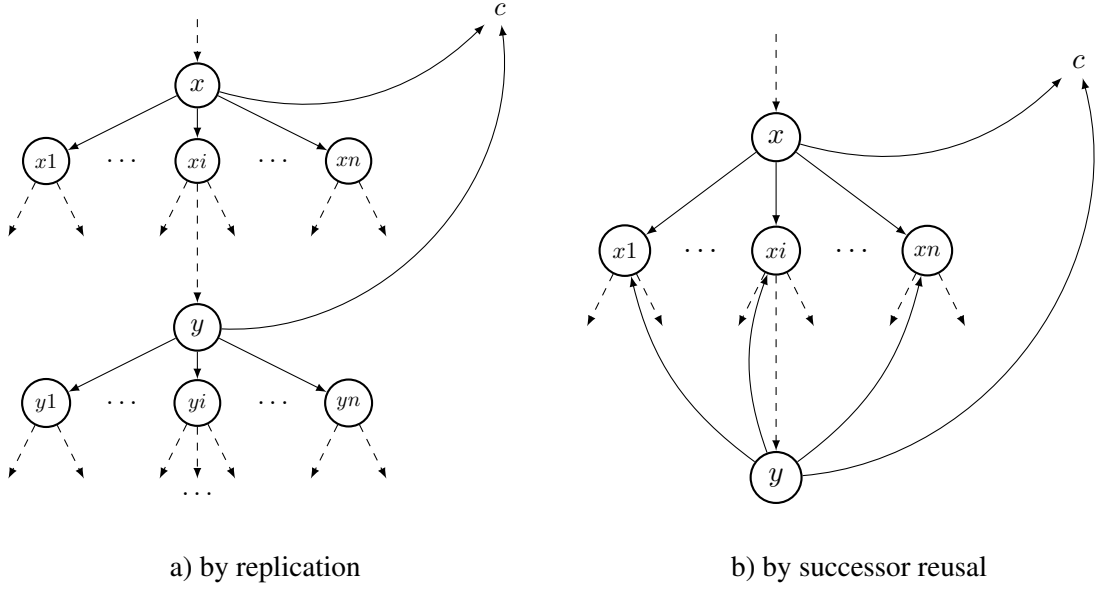 c
x
x1 ··· xi ··· xn
y
y1 ··· yi ··· yn
···
a) by replication
c
x
x1 ··· xi ··· xn
y
b) by successor reusal